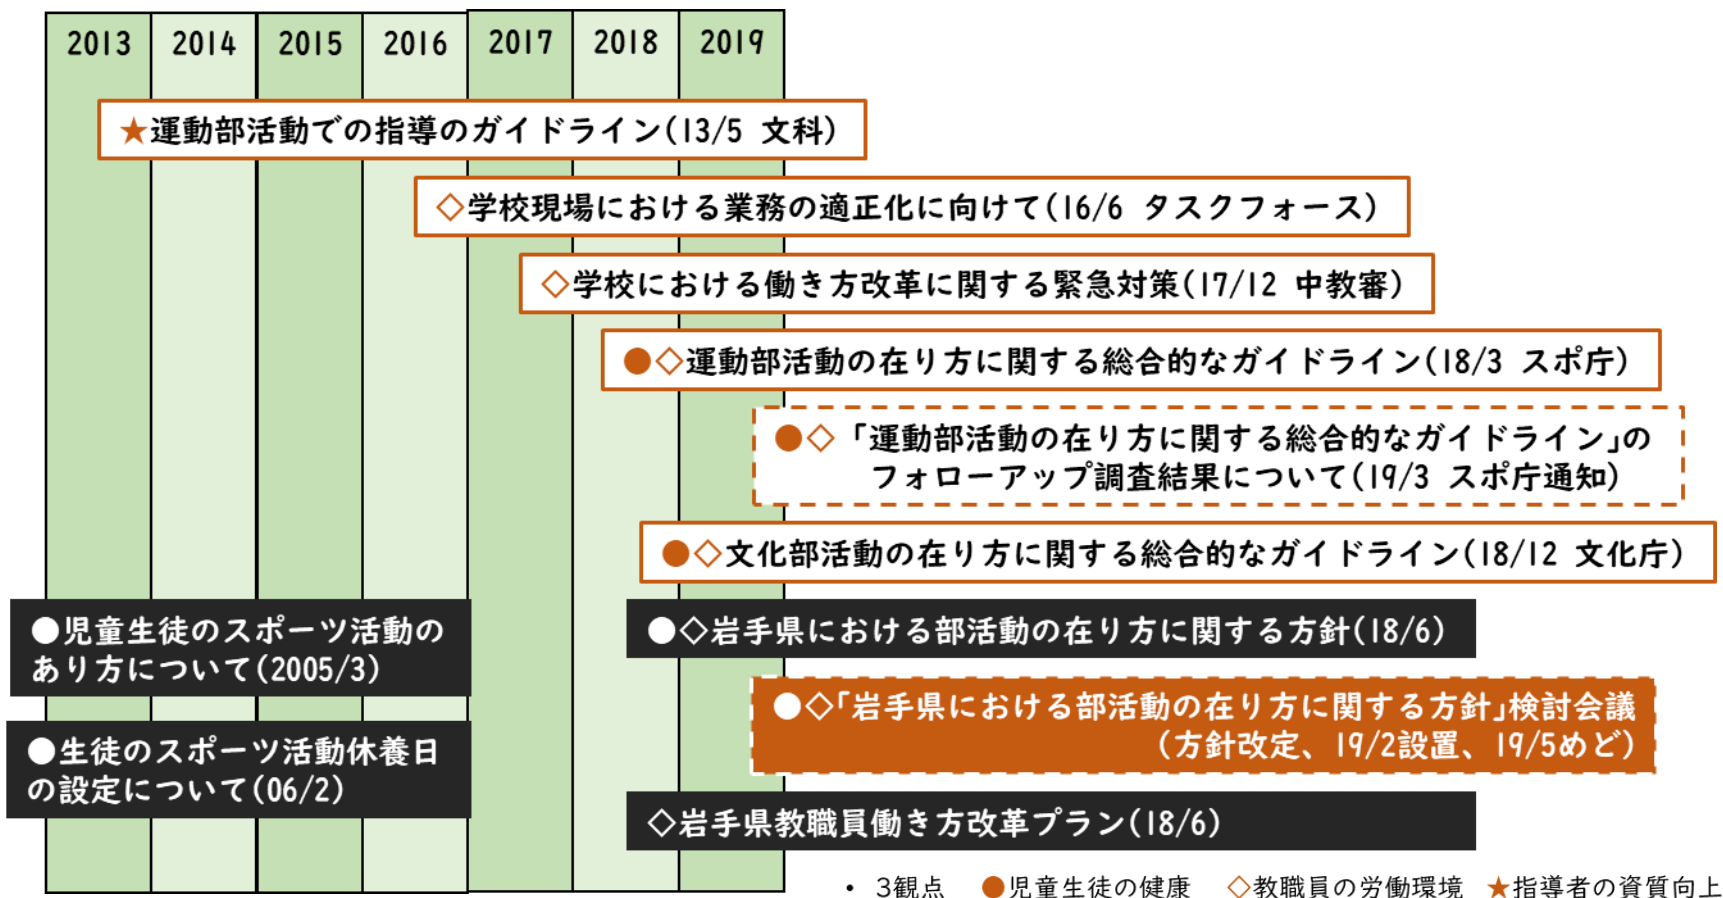 2013 2014 2015 2016 2017 2018 2019
★運動部活動での指導のガイドライン(13/5 文科)
◇学校現場における業務の適正化に向けて(16/6 タスクフォース)
◇学校における働き方改革に関する緊急対策(17/12 中教審)
●◇運動部活動の在り方に関する総合的なガイドライン(18/3 スポ庁)
●◇「運動部活動の在り方に関する総合的なガイドライン」の
フォローアップ調査結果について(19/3 スポ庁通知)
●◇文化部活動の在り方に関する総合的なガイドライン(18/12 文化庁)
●児童生徒のスポーツ活動の
あり方について(2005/3)
●◇岩手県における部活動の在り方に関する方針(18/6)
●◇「岩手県における部活動の在り方に関する方針」検討会議
(方針改定、19/2設置、19/5めど)
●生徒のスポーツ活動休養日
の設定について(06/2)
◇岩手県教職員働き方改革プラン(18/6)
• 3観点 ●児童生徒の健康 ◇教職員の労働環境 ★指導者の資質向上